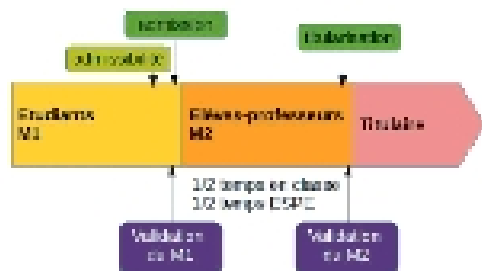 admission
admissibilité
titularisation
Etudiants
M1
Elèves-professeurs
M2
Titulaire
1/2 temps en classe
1/2 temps ESPE
Validation
du M1
Validation
du M2